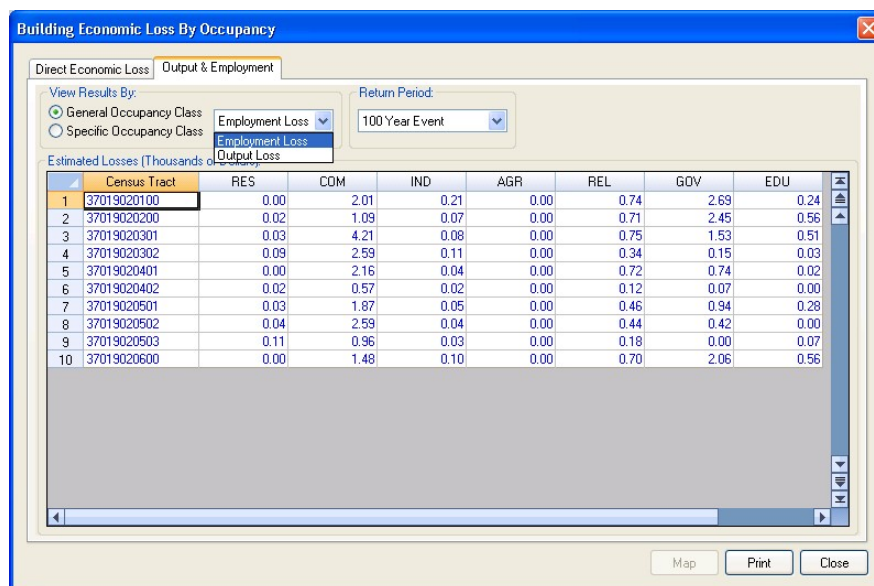 Building Economic Loss By Occupancy
Direct Economic Loss Output & Employment
View Results By: Return Period:
General Occupancy Class Employment Loss 100 Year Event
Specific Occupancy Class Employment Loss
Output Loss
Estimated Losses (Thousands of Dollars):
Census Tract RES COM IND AGR REL GOV EDU
1 37019020100 0.00 2.01 0.21 0.00 0.74 2.69 0.24
2 37019020200 0.02 1.09 0.07 0.00 0.71 2.45 0.56
3 37019020301 0.03 4.21 0.08 0.00 0.75 1.53 0.51
4 37019020302 0.09 2.59 0.11 0.00 0.34 0.15 0.03
5 37019020401 0.00 2.16 0.04 0.00 0.72 0.74 0.02
6 37019020402 0.02 0.57 0.02 0.00 0.12 0.07 0.00
7 37019020501 0.03 1.87 0.05 0.00 0.46 0.94 0.28
8 37019020502 0.04 2.59 0.04 0.00 0.44 0.42 0.00
9 37019020503 0.11 0.96 0.03 0.00 0.18 0.00 0.07
10 37019020600 0.00 1.48 0.10 0.00 0.70 2.06 0.56
Map Print Close